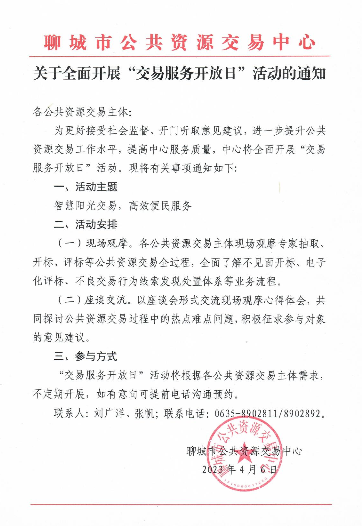 聊城市公共资源交易中心
关于全面开展“交易服务开放日”活动的通知
各公共资源交易主体：
为更好接受社会监督、开门听取意见建议，进一步提升公共
资源交易工作水平，提高中心服务质量，中心将全面开展“交易
服务开放日”活动。现将有关事项通知如下：
一、活动主题
智慧阳光交易，高效便民服务
二、活动安排
（一）现场观摩。各公共资源交易主体现场观摩专家抽取、
开标、评标等公共资源交易全过程，全面了解不见面开标、电子
化评标、不良交易行为线索发现处置体系等业务流程。
（二）座谈交流。以座谈会形式交流现场观摩心得体会，共
同探讨公共资源交易过程中的热点难点问题，积极征求参与对象
的意见建议。
三、参与方式
“交易服务开放日”活动将根据各公共资源交易主体需求，
不定期开展，如有意向可提前电话沟通预约。
联系人：刘广洋、张帆；联系电话：0635-8902811/8902892。
聊城市公共资源交易中心
2023年4月6日